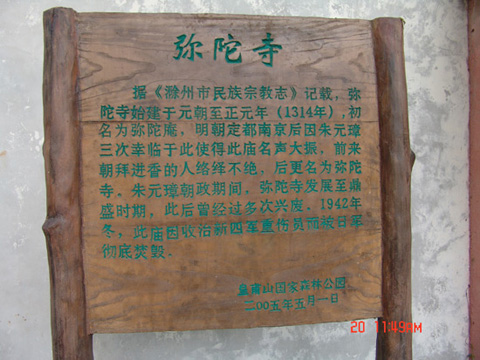 弥陀寺
据《滁州市民族宗教志》记载，弥
陀寺始建于元朝至正元年（1314年），初
名为弥陀庵，明朝定都南京后因朱元璋
三次幸临于此使得此庙名声大振，前来
朝拜进香的人络绎不绝，后更名为弥陀
寺。朱元璋朝政期间，弥陀寺发展至鼎
盛时期，此后曾经过多次兴废。1942年
冬，此庙因收治新四军重伤员而被日军
彻底焚毁。
皇甫山国家森林公园
二00五年五月一日
20 11:49AM